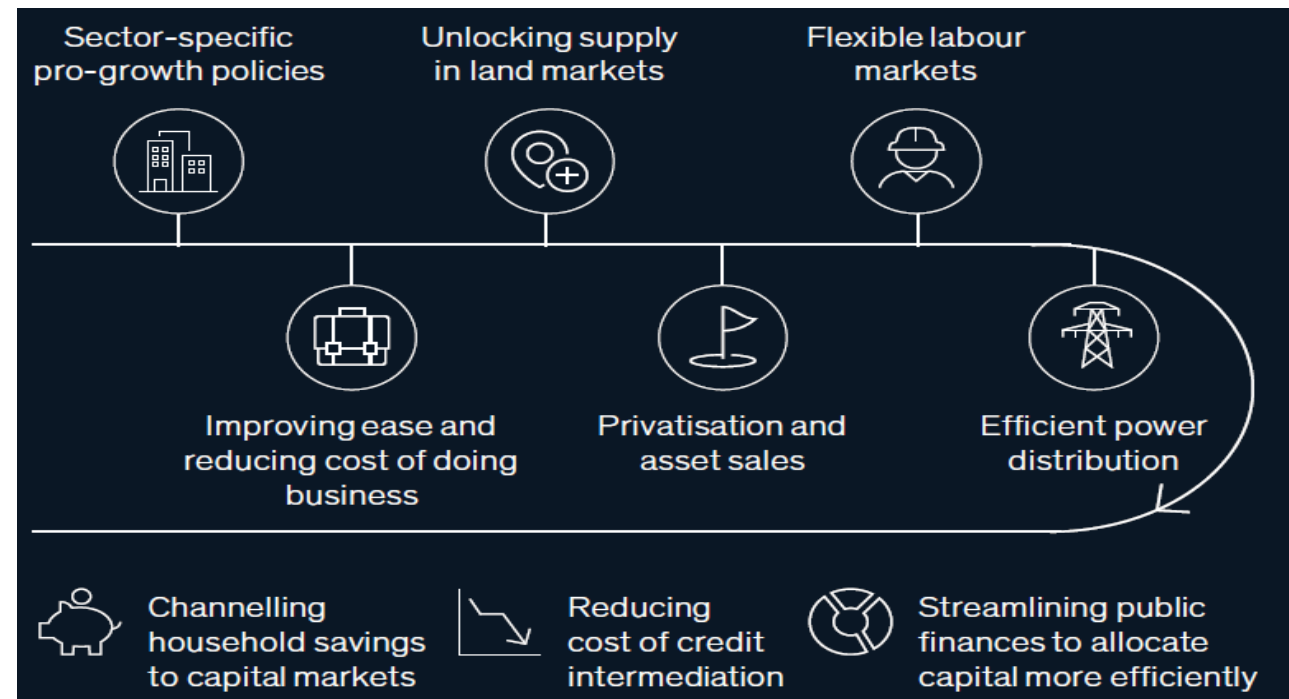 Sector-specific
pro-growth policies
Unlocking supply
in land markets
Flexible labour
markets
Improving ease and
reducing cost of doing
business
Privatisation and
asset sales
Efficient power
distribution
Channelling
household savings
to capital markets
Reducing
cost of credit
intermediation
Streamlining public
finances to allocate
capital more efficiently